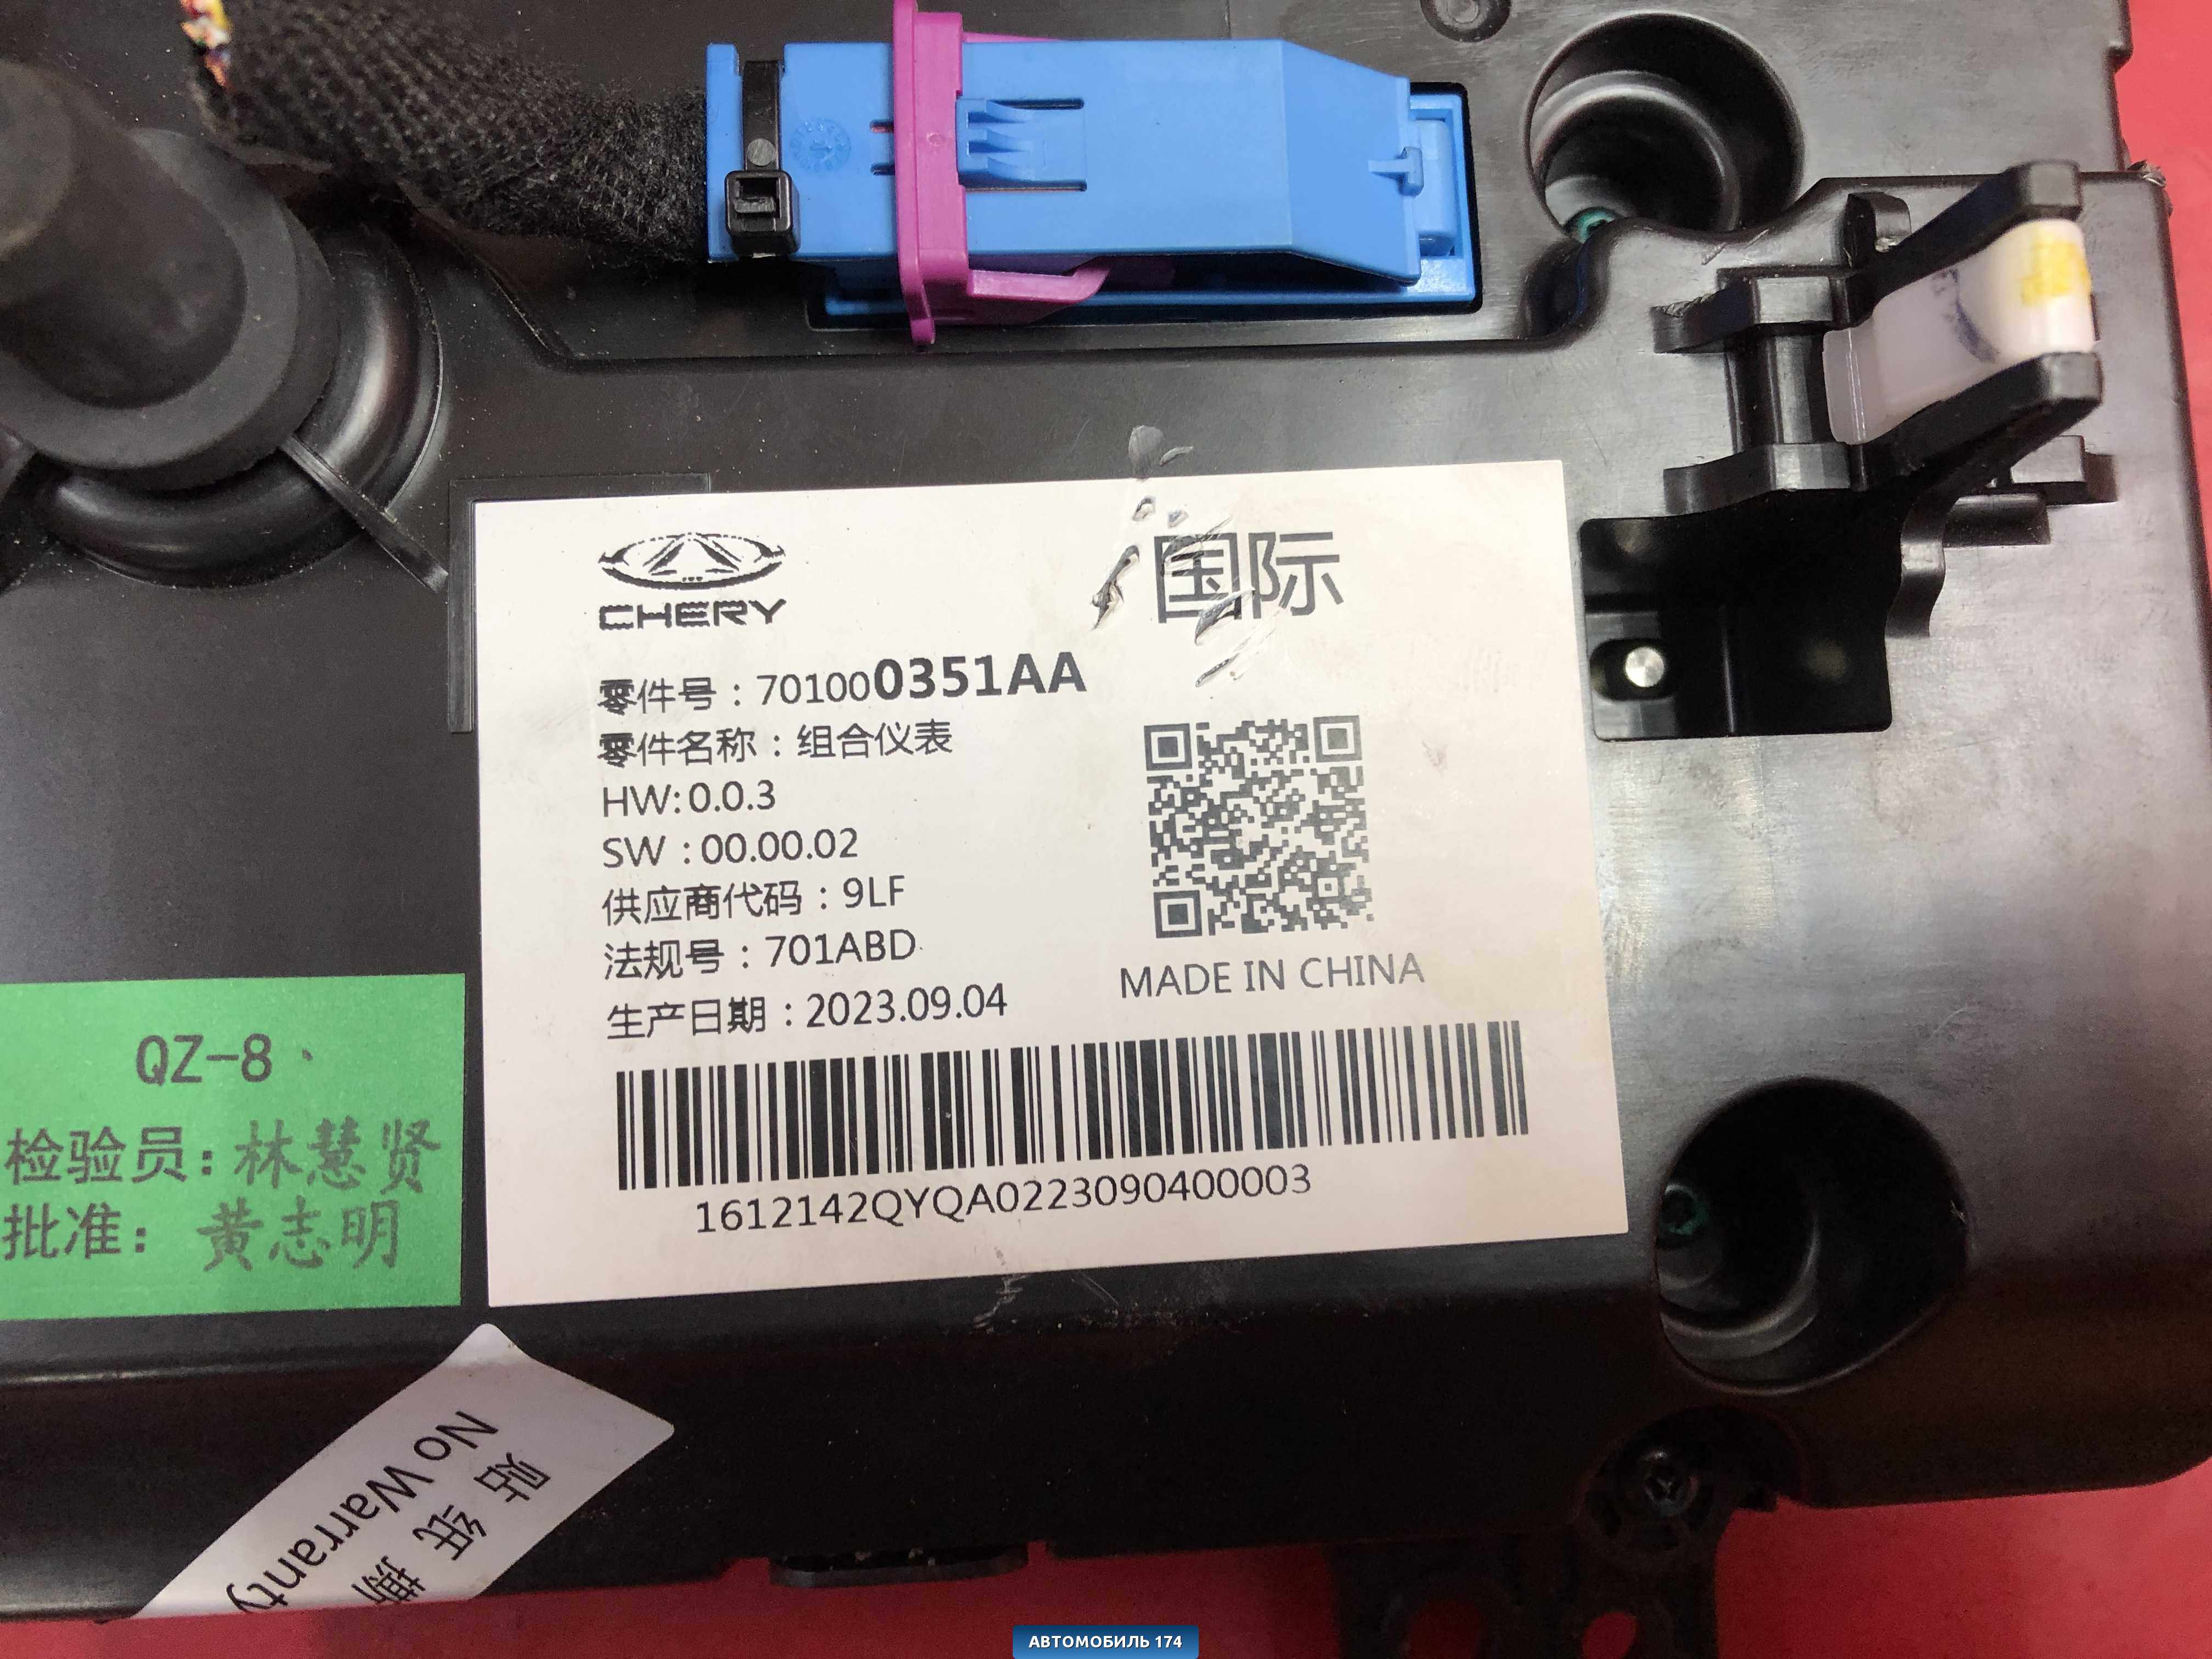 CHERY
国际
零件号：701000351AA
零件名称：组合仪表
HW:0.0.3
SW :00.00.02
供应商代码：9LF
法规号：701ABD
生产日期：2023.09.04
MADE IN CHINA
1612142QYQA0223090400003
QZ-8
检验员:林慧贤
批准：黄志明
贴纸撕
No Warranty
АВТОМОБИЛЬ 174